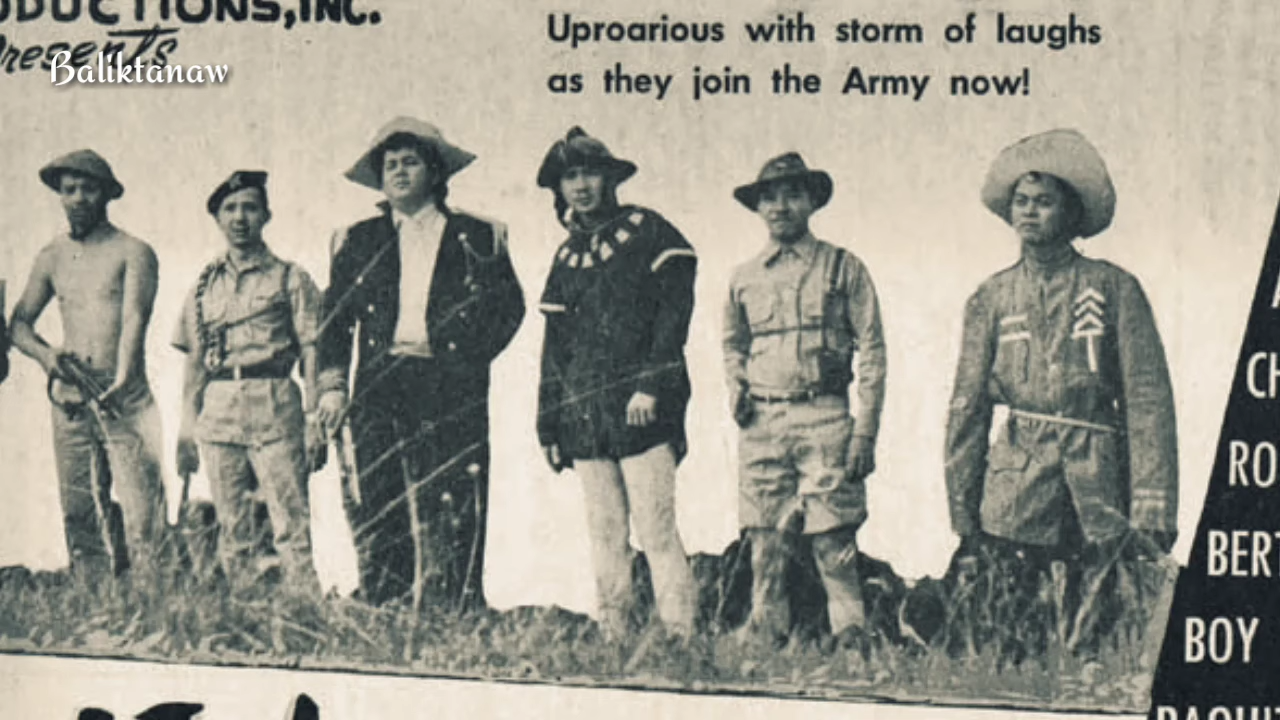 ODUCTIONS, INC.
Presents
Baliktanaw
Uproarious with storm of laughs
as they join the Army now!
CH
RO
BERT
BOY